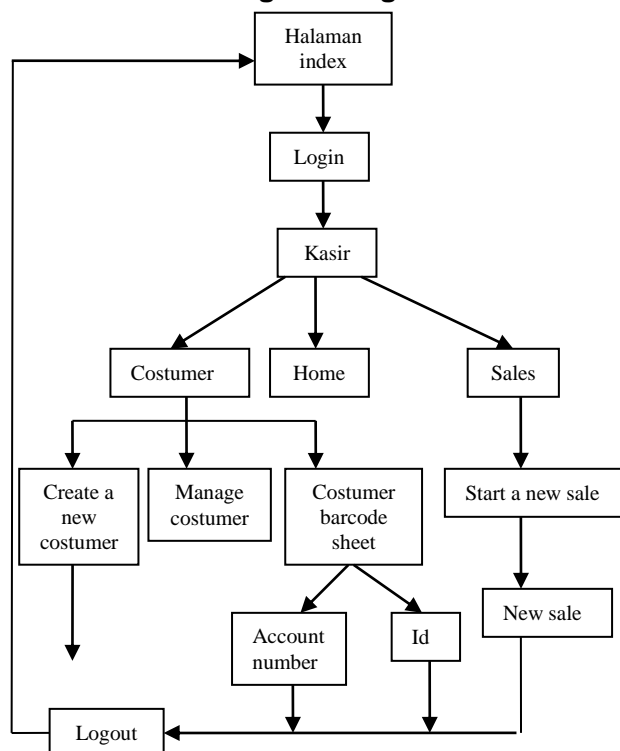 Halaman
index
Login
Kasir
Costumer
Home
Sales
Create a
new
costumer
Manage
costumer
Costumer
barcode
sheet
Start a new sale
Account
number
Id
New sale
Logout